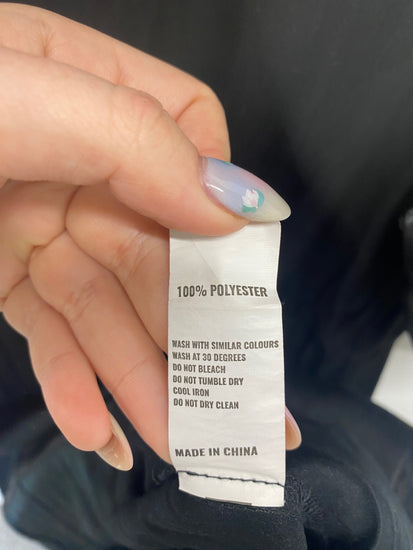 100% POLYESTER
WASH WITH SIMILAR COLOURS
WASH AT 30 DEGREES
DO NOT BLEACH
DO NOT TUMBLE DRY
COOL IRON
DO NOT DRY CLEAN
MADE IN CHINA